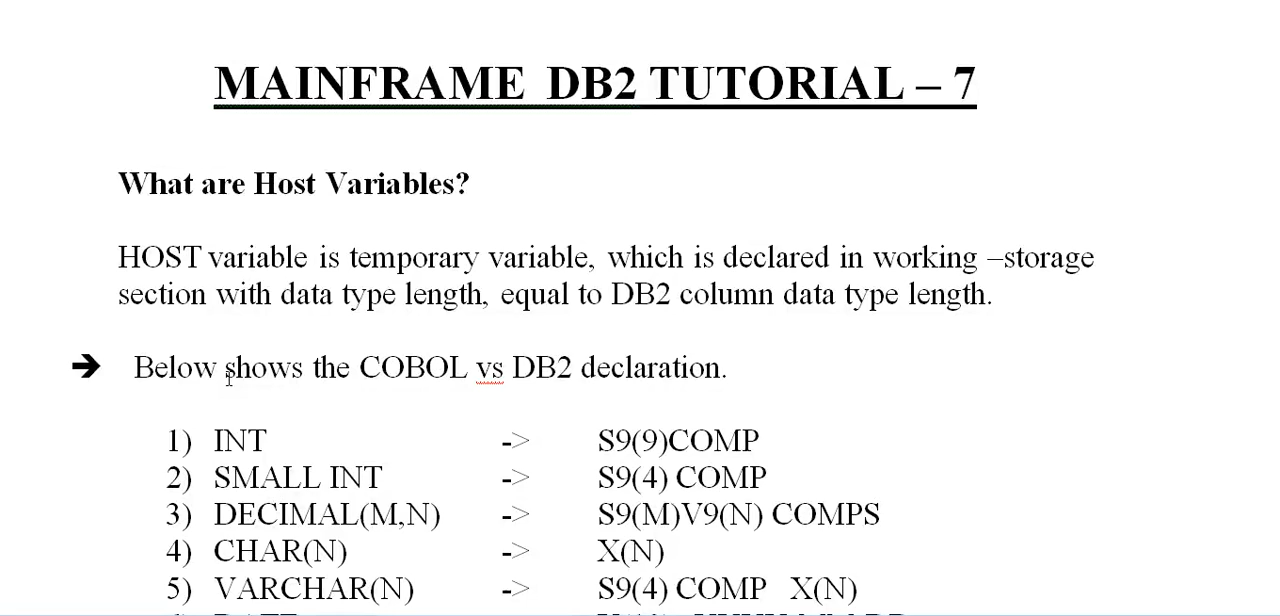 MAINFRAME DB2 TUTORIAL – 7
What are Host Variables?
HOST variable is temporary variable, which is declared in working –storage
section with data type length, equal to DB2 column data type length.
➔ Below shows the COBOL vs DB2 declaration.
1) INT -> S9(9)COMP
2) SMALL INT -> S9(4) COMP
3) DECIMAL(M,N) -> S9(M)V9(N) COMPS
4) CHAR(N) -> X(N)
5) VARCHAR(N) -> S9(4) COMP X(N)